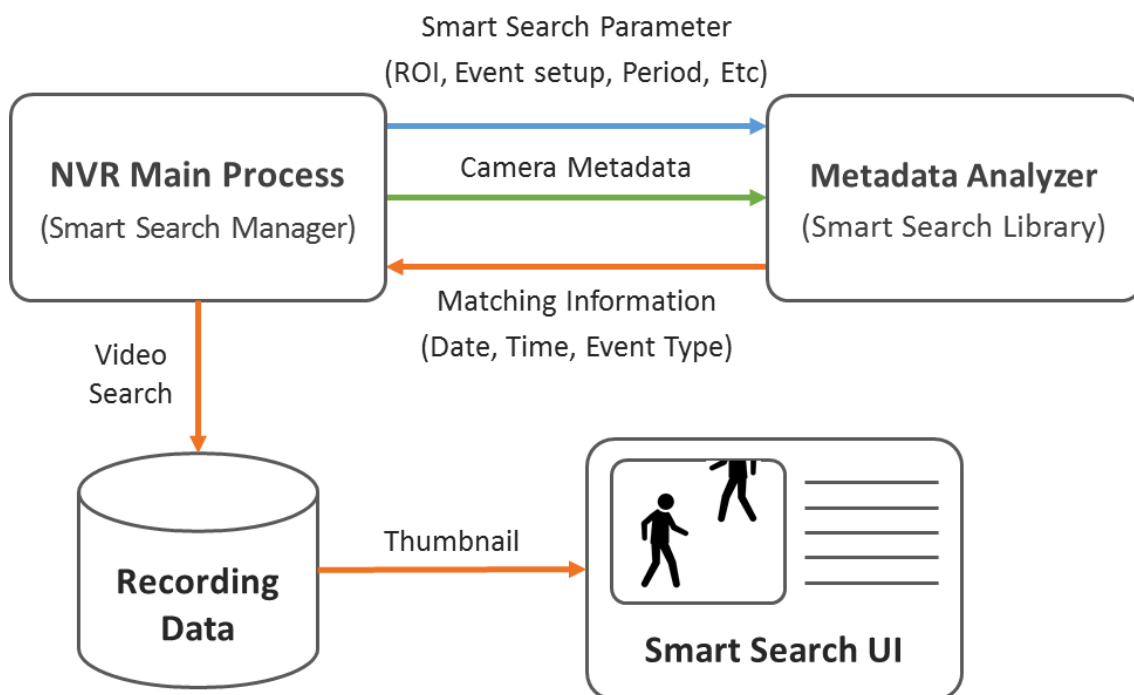 Smart Search Parameter
(ROI, Event setup, Period, Etc)
NVR Main Process
(Smart Search Manager)
Camera Metadata
Metadata Analyzer
(Smart Search Library)
Matching Information
(Date, Time, Event Type)
Video
Search
Recording
Data
Thumbnail
Smart Search UI